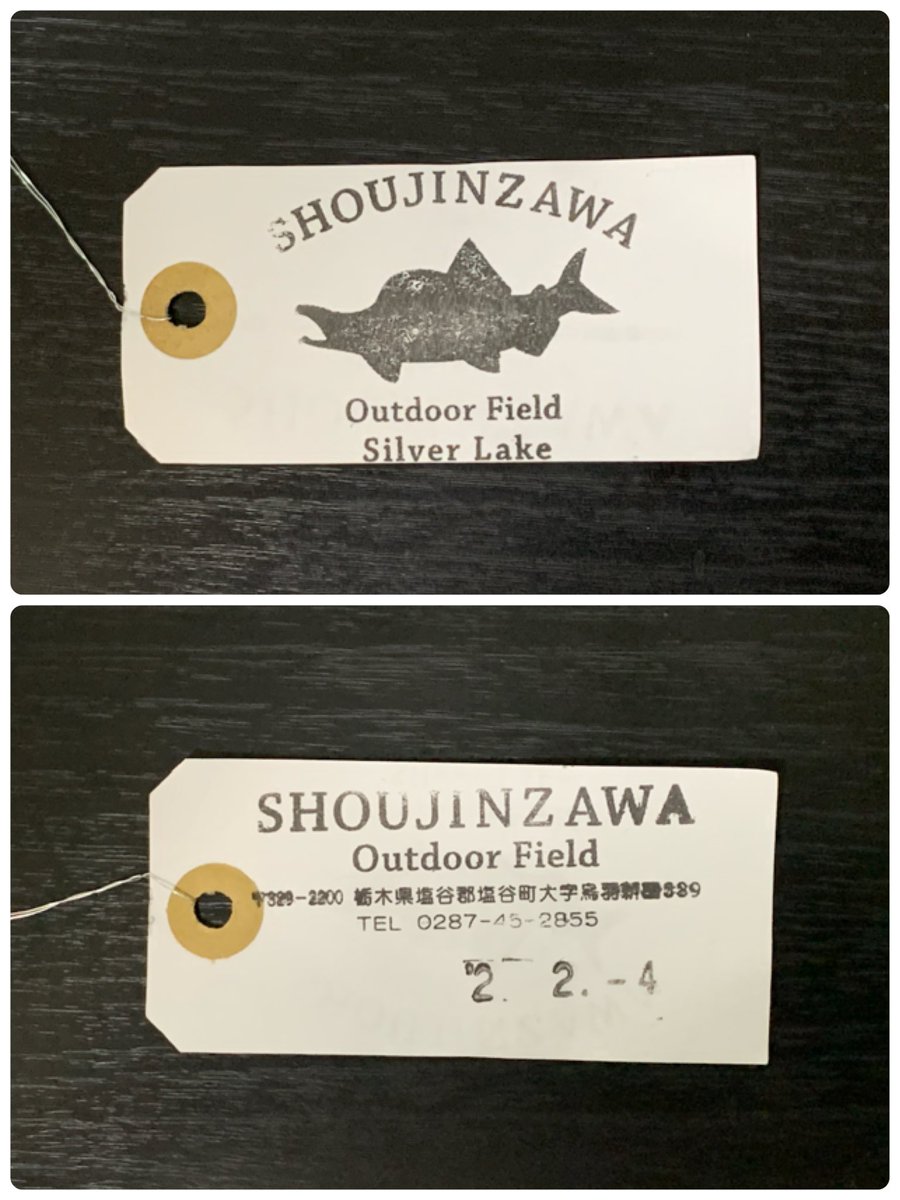 SHOUJINZAWA
Outdoor Field
Silver Lake
SHOUJINZAWA
Outdoor Field
〒329-2200 栃木県塩谷郡塩谷町大字鳥羽新田389
TEL 0287-45-2855
2. 2.-4